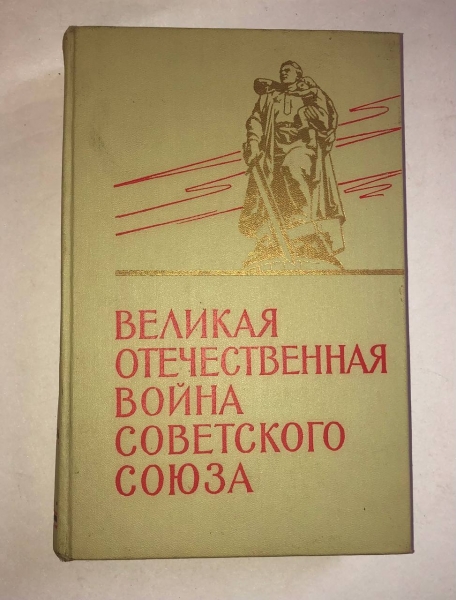 ВЕЛИКАЯ
ОТЕЧЕСТВЕННАЯ
ВОЙНА
СОВЕТСКОГО
СОЮЗА